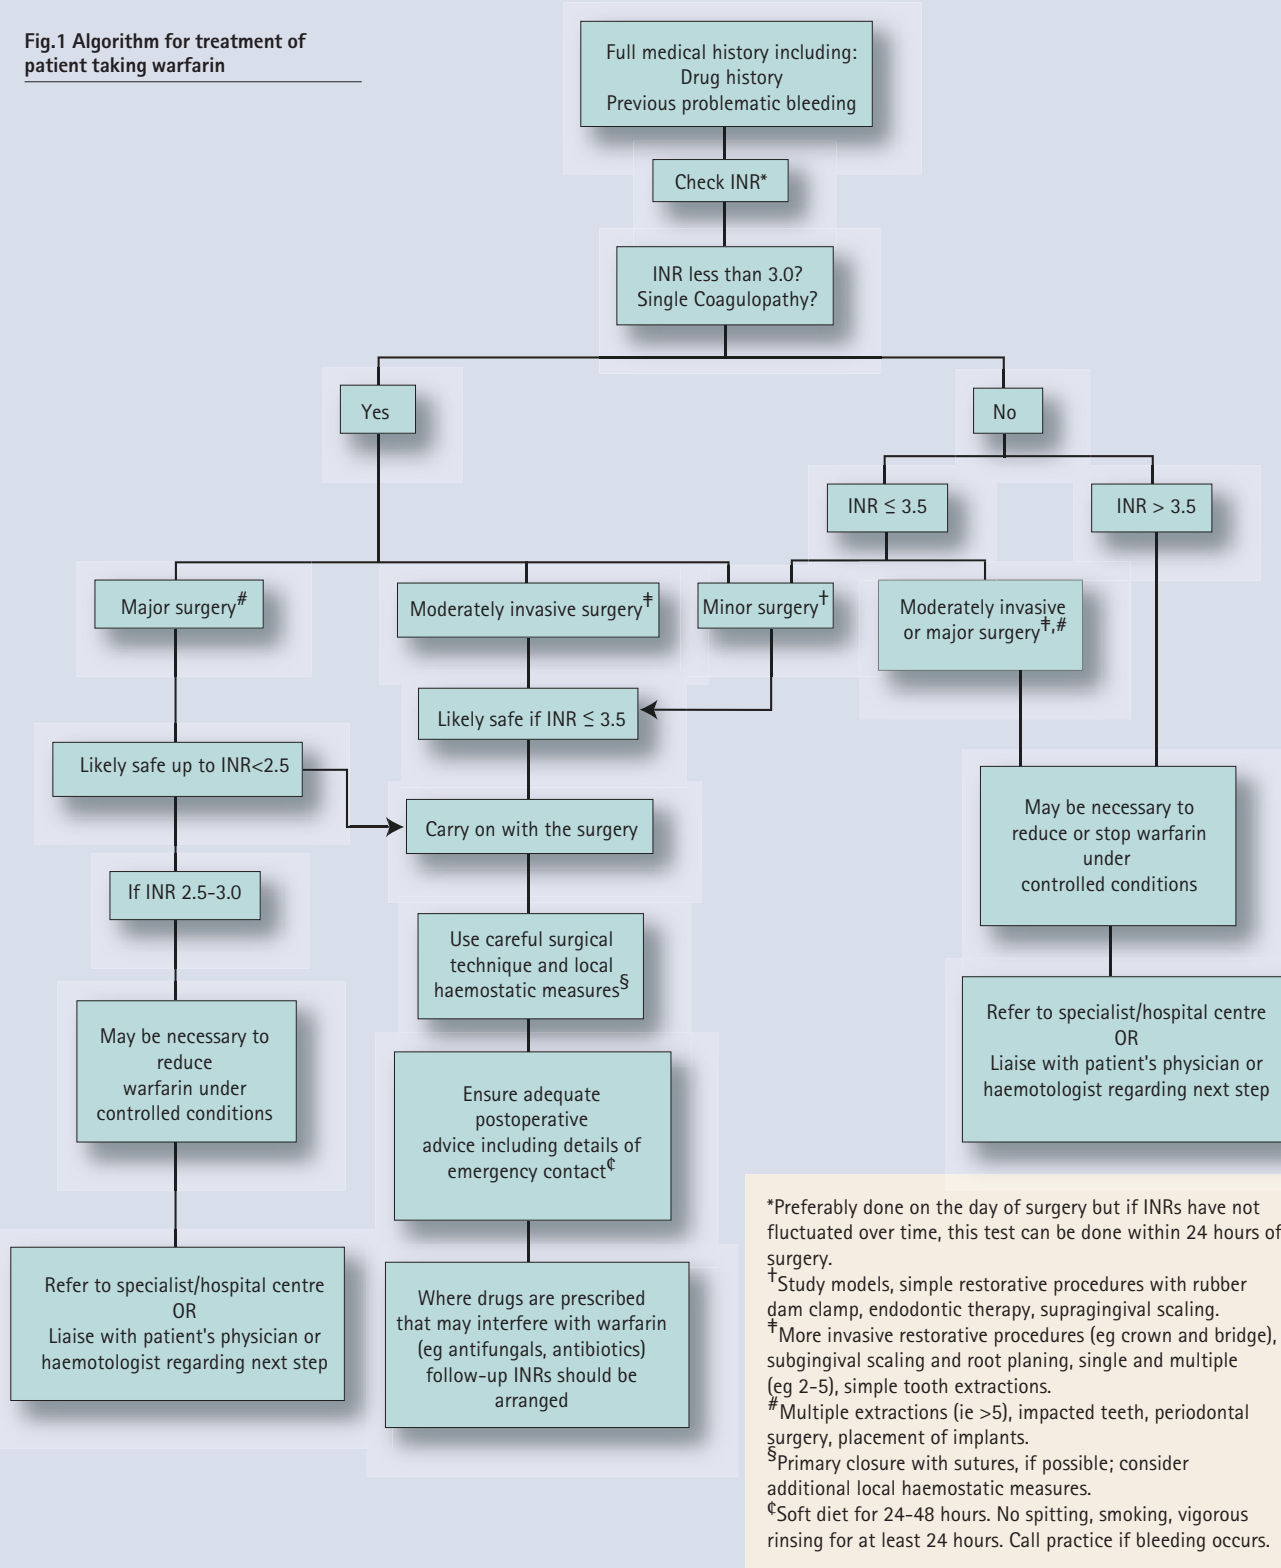 Fig.1 Algorithm for treatment of
patient taking warfarin
Full medical history including:
Drug history
Previous problematic bleeding
Check INR*
INR less than 3.0?
Single Coagulopathy?
Yes
No
INR ≤ 3.5
INR > 3.5
Major surgery#
Moderately invasive surgery‡
Minor surgery†
Moderately invasive
or major surgery‡,#
Likely safe if INR ≤ 3.5
Likely safe up to INR<2.5
Carry on with the surgery
May be necessary to
reduce or stop warfarin
under
controlled conditions
If INR 2.5-3.0
Use careful surgical
technique and local
haemostatic measures§
May be necessary to
reduce
warfarin under
controlled conditions
Refer to specialist/hospital centre
OR
Liaise with patient's physician or
haemotologist regarding next step
Ensure adequate
postoperative
advice including details of
emergency contact₵
Refer to specialist/hospital centre
OR
Liaise with patient's physician or
haemotologist regarding next step
Where drugs are prescribed
that may interfere with warfarin
(eg antifungals, antibiotics)
follow-up INRs should be
arranged
*Preferably done on the day of surgery but if INRs have not
fluctuated over time, this test can be done within 24 hours of
surgery.
†Study models, simple restorative procedures with rubber
dam clamp, endodontic therapy, supragingival scaling.
‡More invasive restorative procedures (eg crown and bridge),
subgingival scaling and root planing, single and multiple
(eg 2-5), simple tooth extractions.
#Multiple extractions (ie >5), impacted teeth, periodontal
surgery, placement of implants.
§Primary closure with sutures, if possible; consider
additional local haemostatic measures.
₵Soft diet for 24-48 hours. No spitting, smoking, vigorous
rinsing for at least 24 hours. Call practice if bleeding occurs.